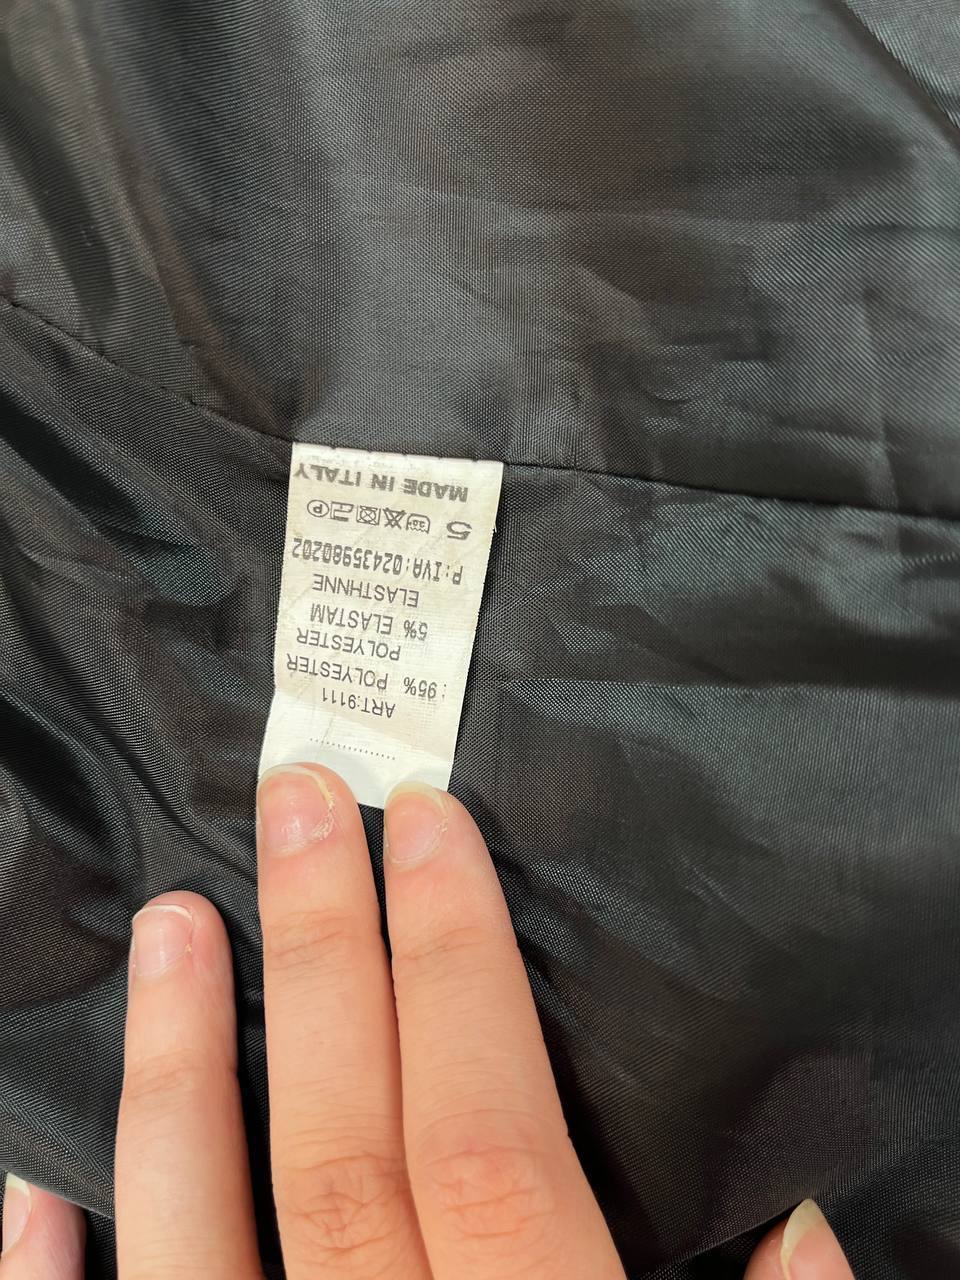 ART:9111
: 95% POLYESTER
POLYESTER
5% ELASTAM
ELASTHNNE
P:IVA:02435980202
5
MADE IN ITALY